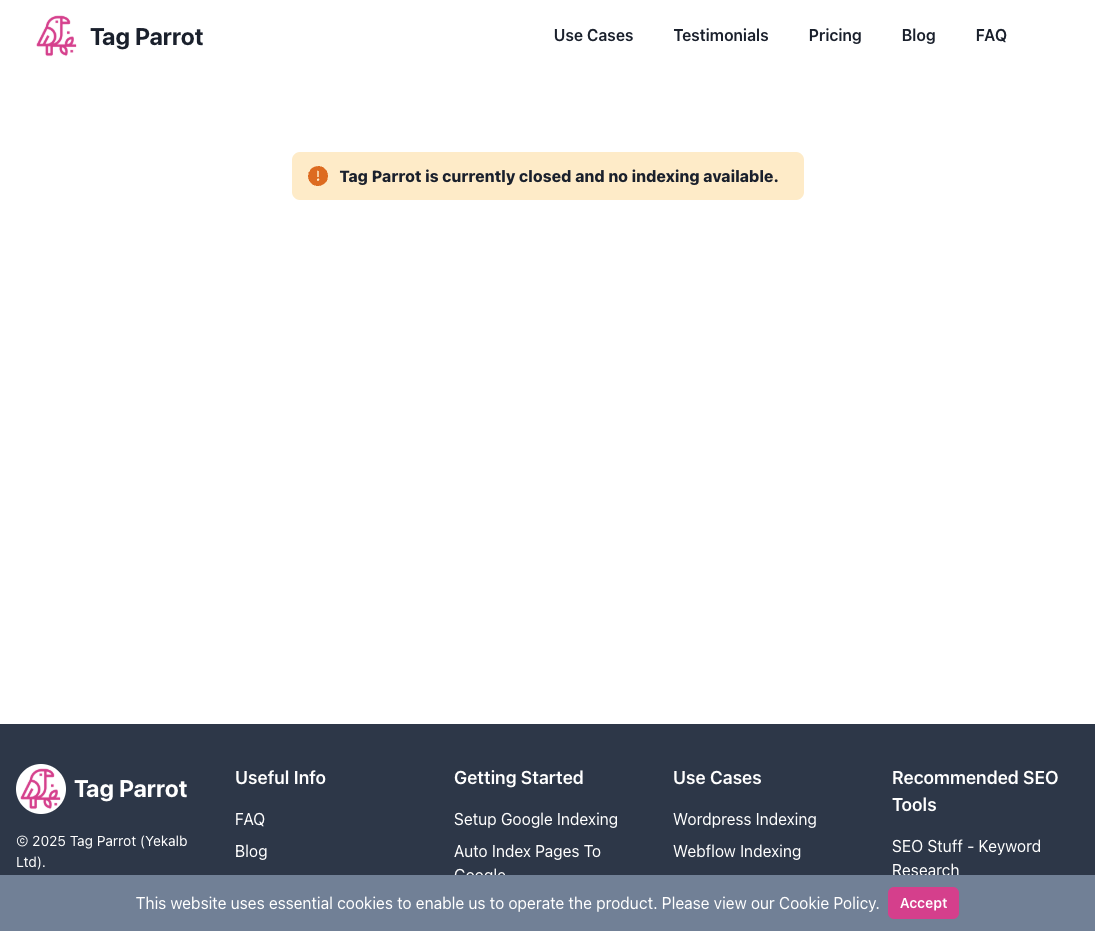 Tag Parrot
Use Cases
Testimonials
Pricing
Blog
FAQ
Tag Parrot is currently closed and no indexing available.
Tag Parrot
© 2025 Tag Parrot (Yekalb
Ltd).
Useful Info
FAQ
Blog
Getting Started
Setup Google Indexing
Auto Index Pages To
Google
Use Cases
Wordpress Indexing
Webflow Indexing
Recommended SEO
Tools
SEO Stuff - Keyword
Research
This website uses essential cookies to enable us to operate the product. Please view our Cookie Policy.
Accept